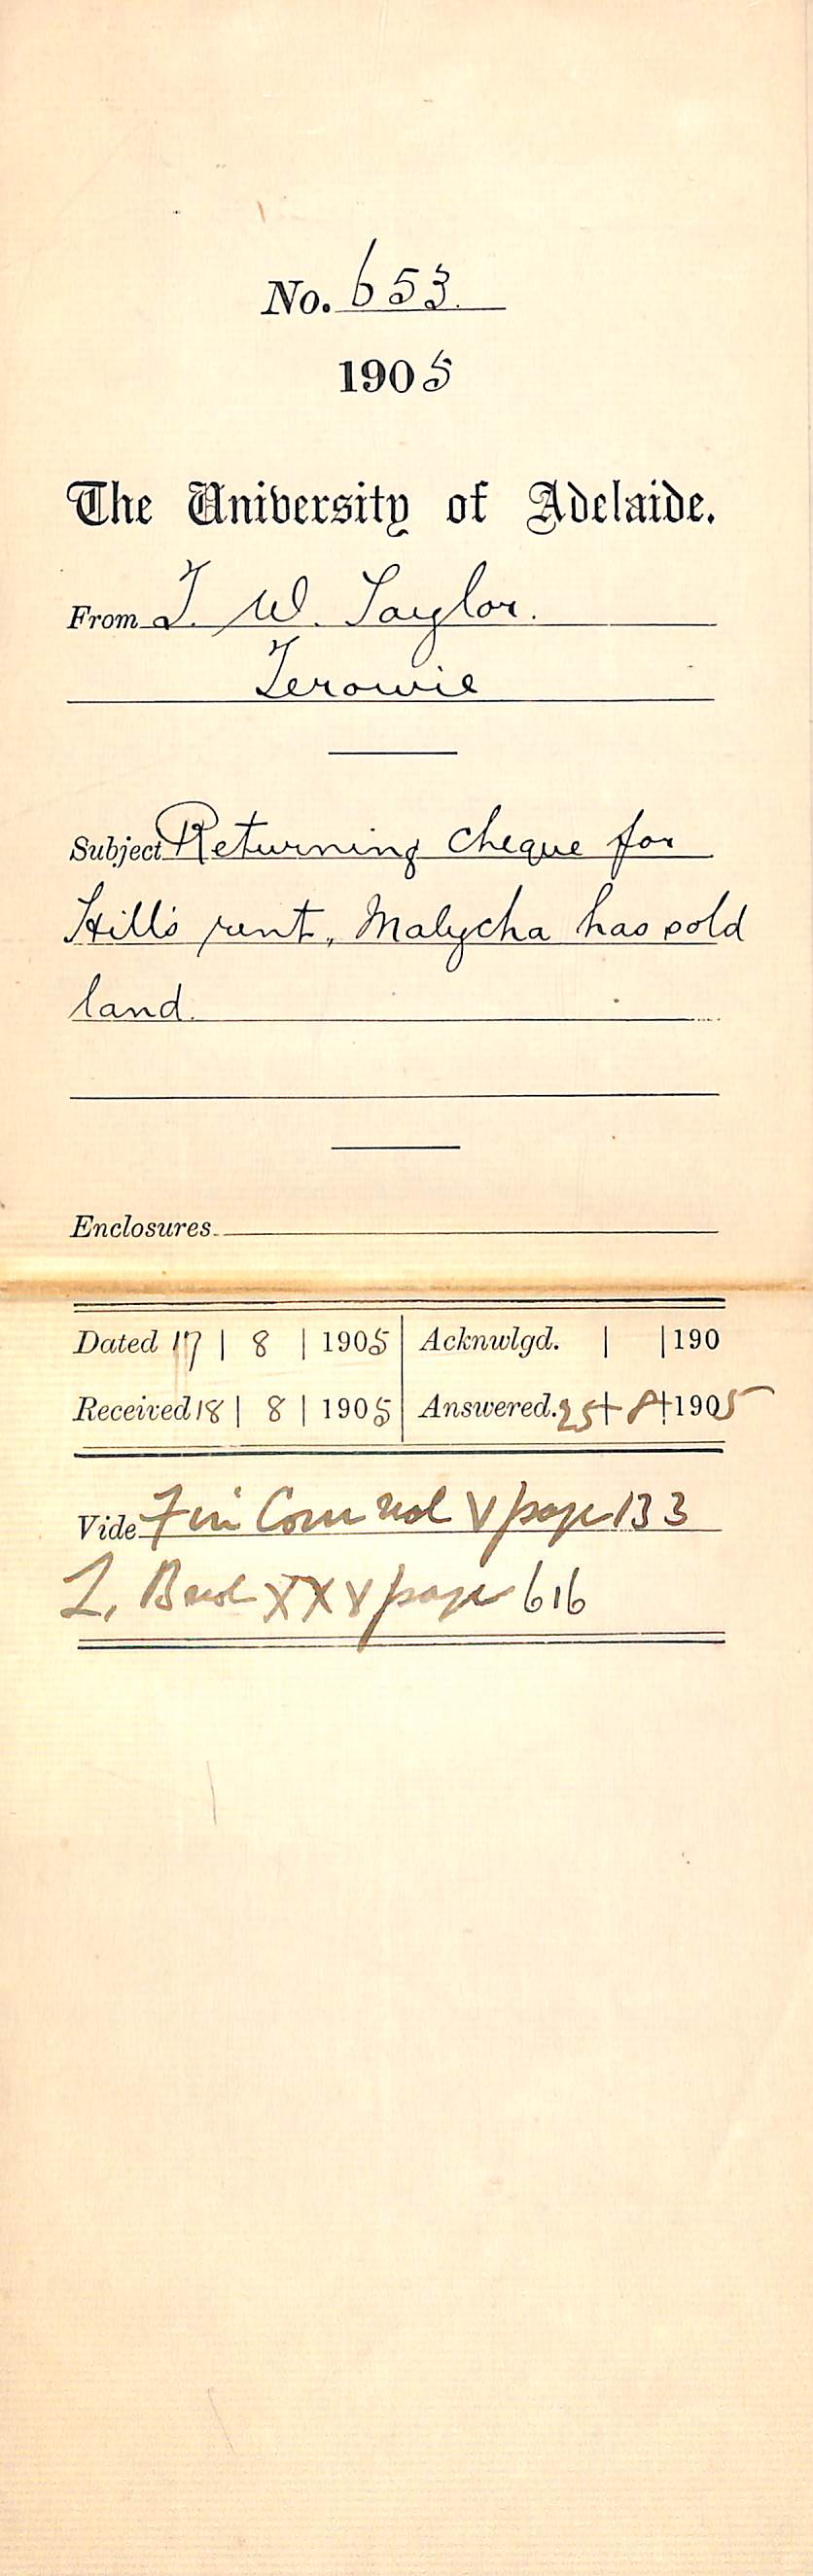 No. 653.
1905
The University of Adelaide.
From T. W. Taylor.
Terowie
Subject Returning cheque for
Hill's rent, Malycha has sold
land.
Enclosures
Dated 17 | 8 | 1905 Acknwlgd. | | 190
Received 18 | 8 | 1905 Answered. 25 | 8 | 1905
Vide Fin Com vol V page 133
L. Book XXV page 616